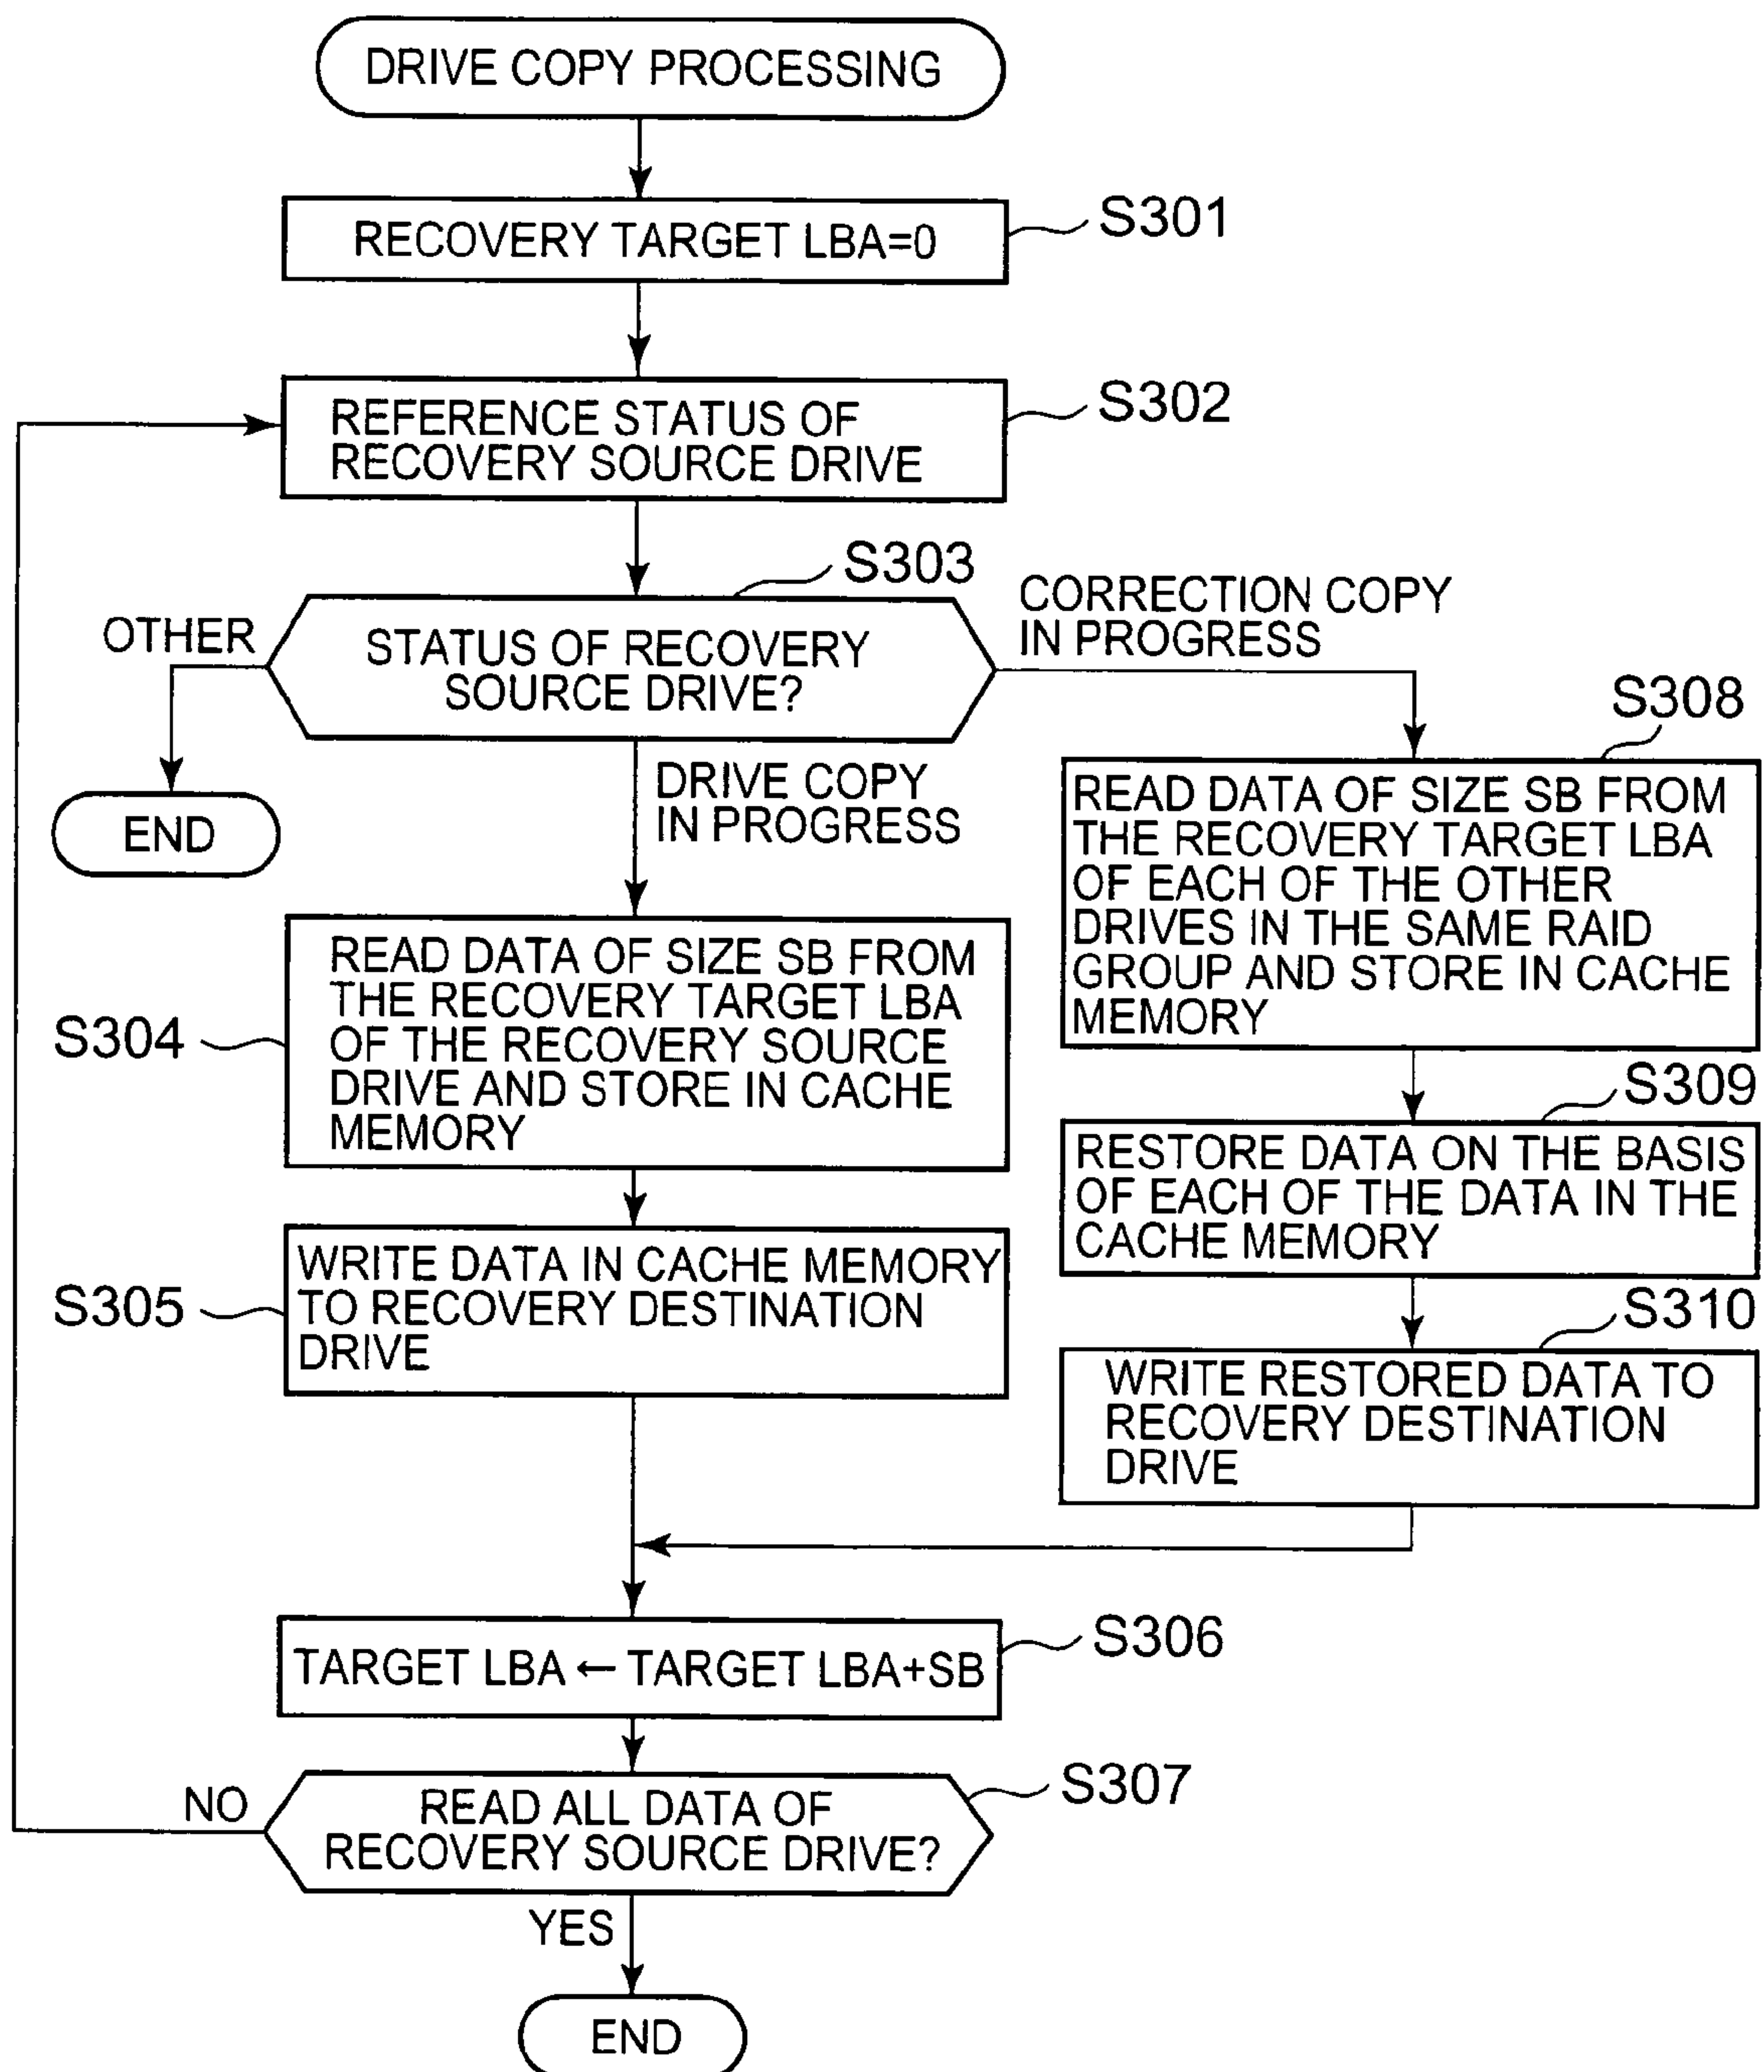 DRIVE COPY PROCESSING
RECOVERY TARGET LBA=0
S301
REFERENCE STATUS OF
RECOVERY SOURCE DRIVE
S302
S303
STATUS OF RECOVERY
SOURCE DRIVE?
OTHER
END
CORRECTION COPY
IN PROGRESS
DRIVE COPY
IN PROGRESS
S304
READ DATA OF SIZE SB FROM
THE RECOVERY TARGET LBA
OF THE RECOVERY SOURCE
DRIVE AND STORE IN CACHE
MEMORY
S305
WRITE DATA IN CACHE MEMORY
TO RECOVERY DESTINATION
DRIVE
S308
READ DATA OF SIZE SB FROM
THE RECOVERY TARGET LBA
OF EACH OF THE OTHER
DRIVES IN THE SAME RAID
GROUP AND STORE IN CACHE
MEMORY
S309
RESTORE DATA ON THE BASIS
OF EACH OF THE DATA IN THE
CACHE MEMORY
S310
WRITE RESTORED DATA TO
RECOVERY DESTINATION
DRIVE
TARGET LBA ← TARGET LBA+SB
S306
READ ALL DATA OF
RECOVERY SOURCE DRIVE?
S307
NO
YES
END